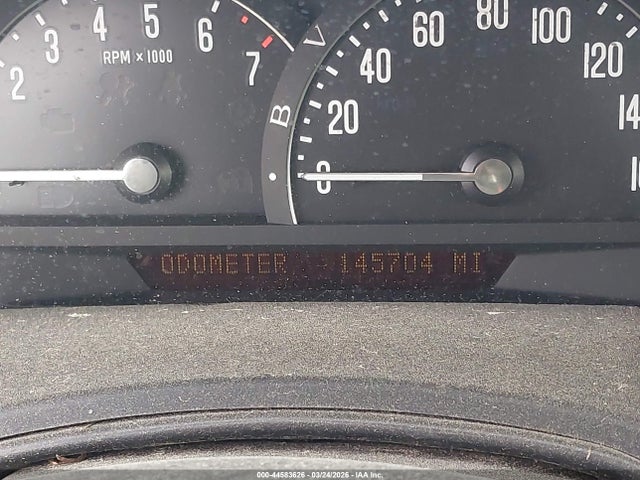 2 3 4 5 6 7
RPM × 1000
B V
0 20 40 60 80 100 120
ODOMETER 145704 MI
000-44583626 - 03/24/2026 - IAA Inc.